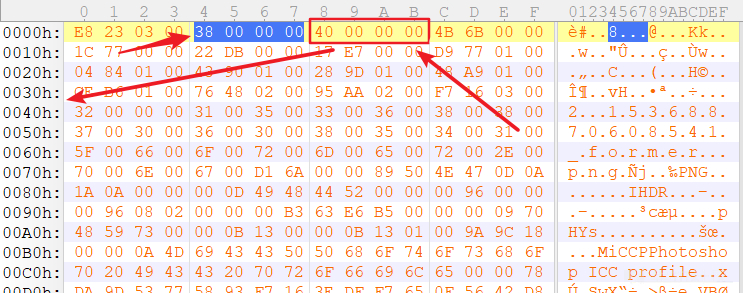 0 1 2 3 4 5 6 7 8 9 A B C D E F 0123456789ABCDEF
0000h: E8 23 03 00 38 00 00 00 40 00 00 00 4B 6B 00 00 è#..8...@...Kk..
0010h: 1C 77 00 00 22 DB 00 00 17 E7 00 00 D9 77 01 00 .w.."Û...ç..Ùw..
0020h: 04 84 01 00 43 90 01 00 28 9D 01 00 48 A9 01 00 .„..C...(...H©..
0030h: CE B6 01 00 76 48 02 00 95 AA 02 00 F7 16 03 00 Î¶..vH..•ª..÷...
0040h: 32 00 00 00 31 00 35 00 33 00 36 00 38 00 38 00 2...1.5.3.6.8.8.
0050h: 37 00 30 00 36 00 30 00 38 00 35 00 34 00 31 00 7.0.6.0.8.5.4.1.
0060h: 5F 00 66 00 6F 00 72 00 6D 00 65 00 72 00 2E 00 _.f.o.r.m.e.r...
0070h: 70 00 6E 00 67 00 D1 6A 00 00 89 50 4E 47 0D 0A p.n.g.Ñj..‰PNG..
0080h: 1A 0A 00 00 00 0D 49 48 44 52 00 00 00 96 00 00 ......IHDR...–..
0090h: 00 96 08 02 00 00 00 B3 63 E6 B5 00 00 00 09 70 .–.....³cæµ....p
00A0h: 48 59 73 00 00 0B 13 00 00 0B 13 01 00 9A 9C 18 HYs..........šœ.
00B0h: 00 00 0A 4D 69 43 43 50 50 68 6F 74 6F 73 68 6F ...MiCCPPhotosho
00C0h: 70 20 49 43 43 20 70 72 6F 66 69 6C 65 00 00 78 p ICC profile..x
00D0h: DA 9D 53 77 58 93 F7 16